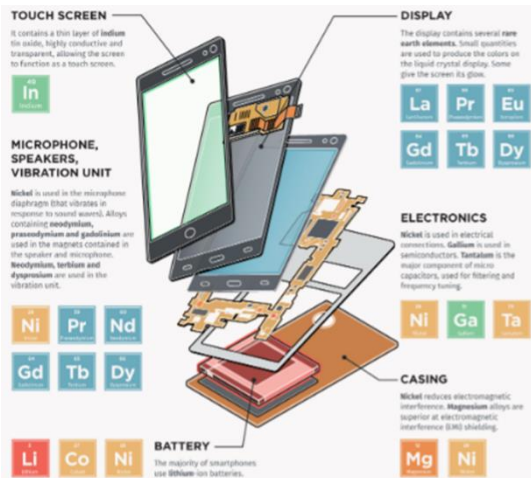 TOUCH SCREEN
It contains a thin layer of indium
tin oxide, highly conductive and
transparent, allowing the screen
to function as a touch screen.
49
In
Indium
MICROPHONE,
SPEAKERS,
VIBRATION UNIT
Nickel is used in the microphone
diaphragm (that vibrates in
response to sound waves). Alloys
containing neodymium,
praseodymium and gadolinium are
used in the magnets contained in
the speaker and microphone.
Neodymium, terbium and
dysprosium are used in the
vibration unit.
Ni
Pr
Nd
Gd
Tb
Dy
BATTERY
The majority of smartphones
use lithium-ion batteries.
Li
Co
Ni
DISPLAY
The display contains several rare
earth elements. Small quantities
are used to produce the colors on
the liquid crystal display. Some
give the screen its glow.
La
Pr
Eu
Gd
Tb
Dy
ELECTRONICS
Nickel is used in electrical
connections. Gallium is used in
semiconductors. Tantalum is the
major component of micro
capacitors, used for filtering and
frequency tuning.
Ni
Ga
Ta
CASING
Nickel reduces electromagnetic
interference. Magnesium alloys are
superior at electromagnetic
interference (EMI) shielding.
Mg
Ni